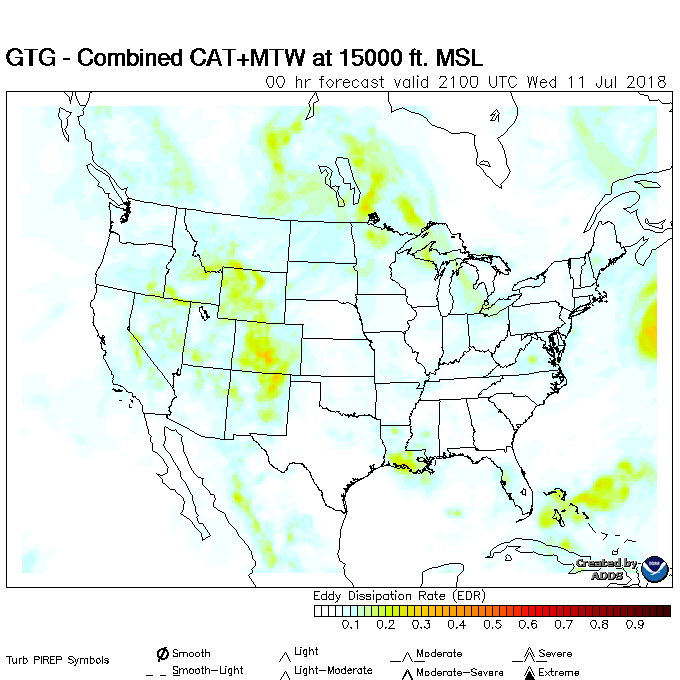 GTG - Combined CAT+MTW at 15000 ft. MSL
00 hr forecast valid 2100 UTC Wed 11 Jul 2018
Created by
ADDS
Eddy Dissipation Rate (EDR)
0.1 0.2 0.3 0.4 0.5 0.6 0.7 0.8 0.9
Turb PIREP Symbols
Smooth Light Moderate Severe
Smooth-Light Light-Moderate Moderate-Severe Extreme